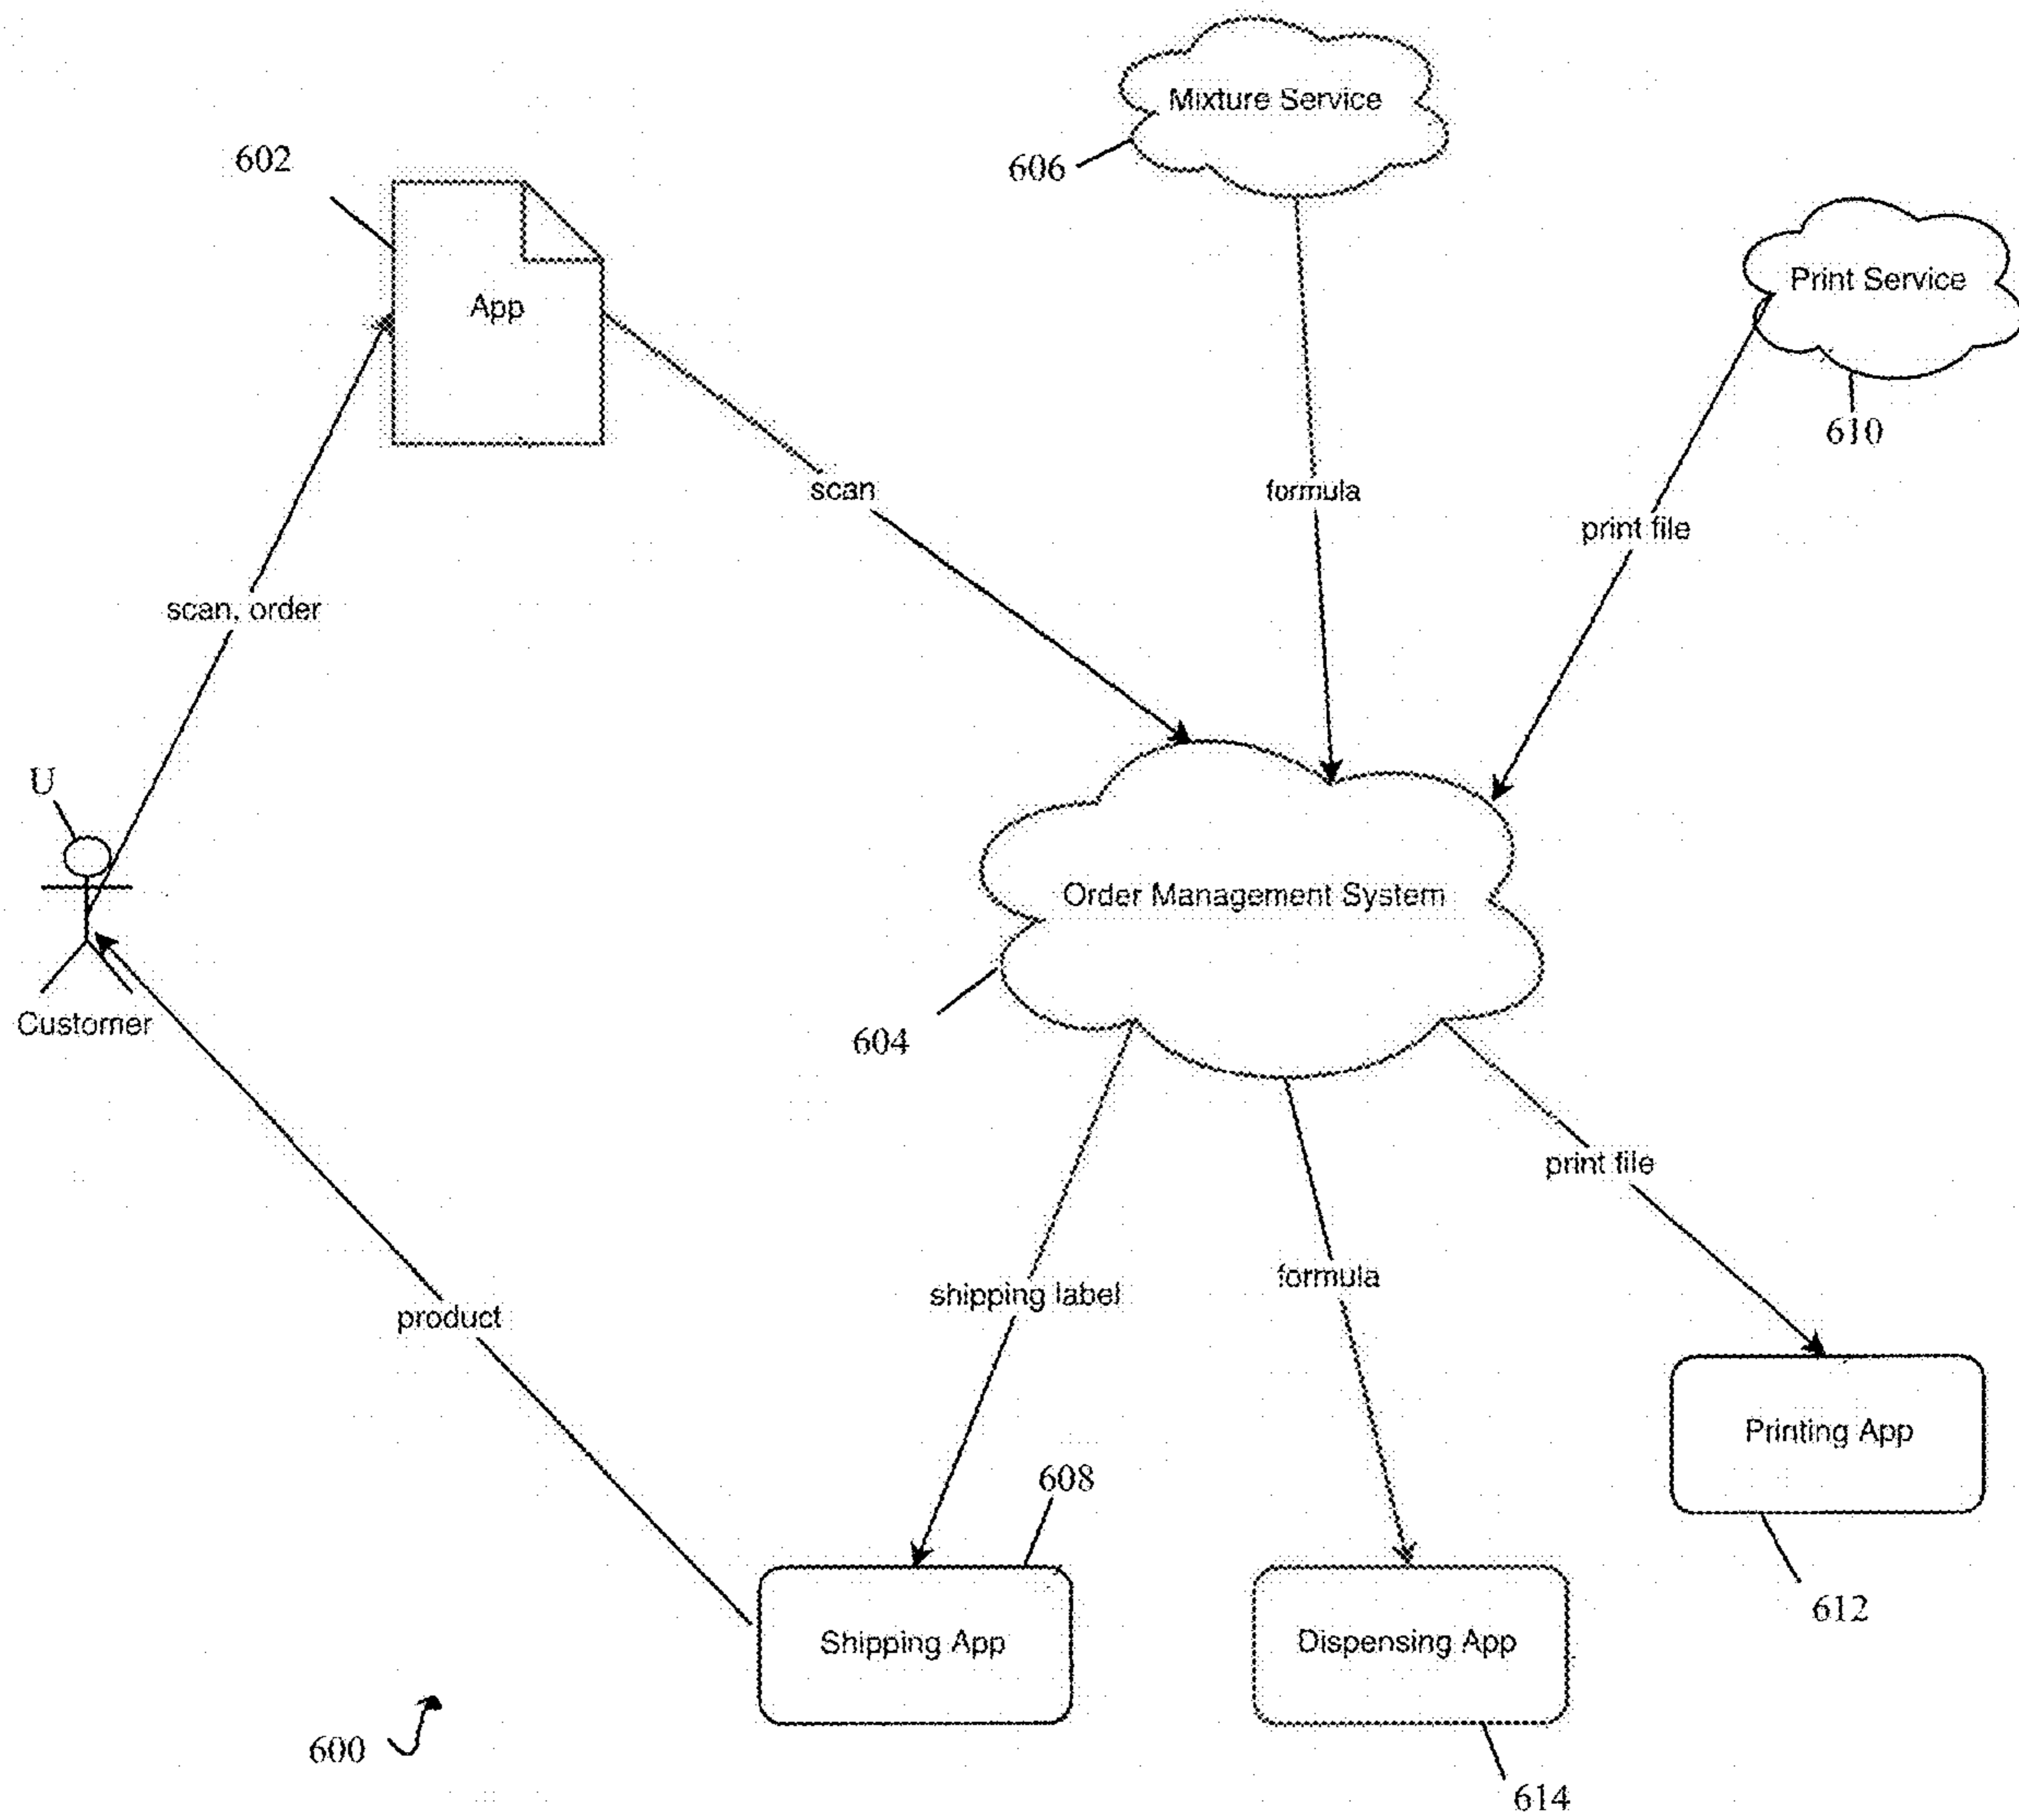 Mixture Service
602
606
Print Service
App
610
scan
formula
print file
scan, order
U
Order Management System
Customer
604
print file
formula
shipping label
product
Printing App
608
612
Shipping App
Dispensing App
600
614